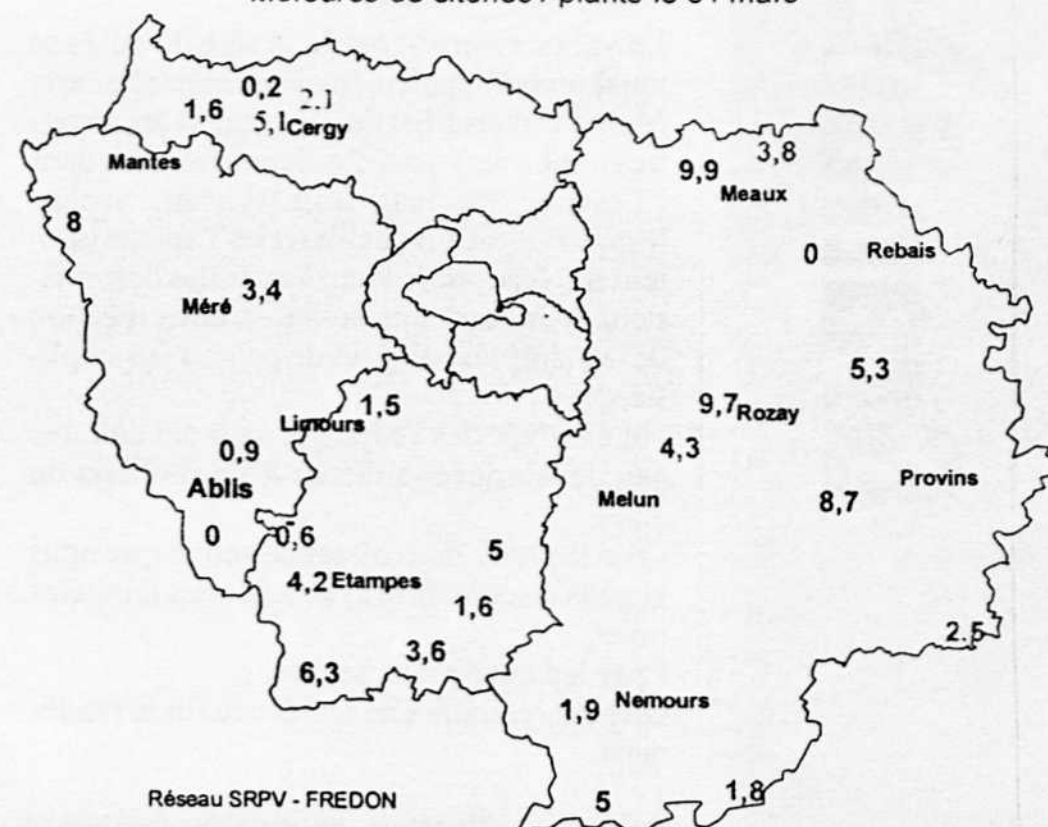 0,2
2.1
1,6
5,1 Cergy
Mantes
3,8
9,9
Meaux
8
0
Rebais
3,4
Méré
5,3
1,5
9,7 Rozay
Limours
4,3
0,9
Provins
Ablis
Melun
8,7
0
0,6
5
4,2 Etampes
1,6
2.5
3,6
6,3
Nemours
1,9
1,8
5
Réseau SRPV - FREDON